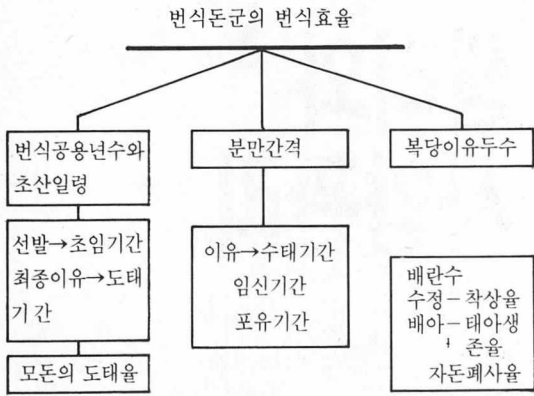 번식돈군의 번식효율
번식공용년수와
초산일령
선발→초임기간
최종이유→도태
기간
모돈의 도태율
분만간격
이유→수태기간
임신기간
포유기간
복당이유두수
배란수
수정－착상율
배아－태아생
존율
자돈폐사율